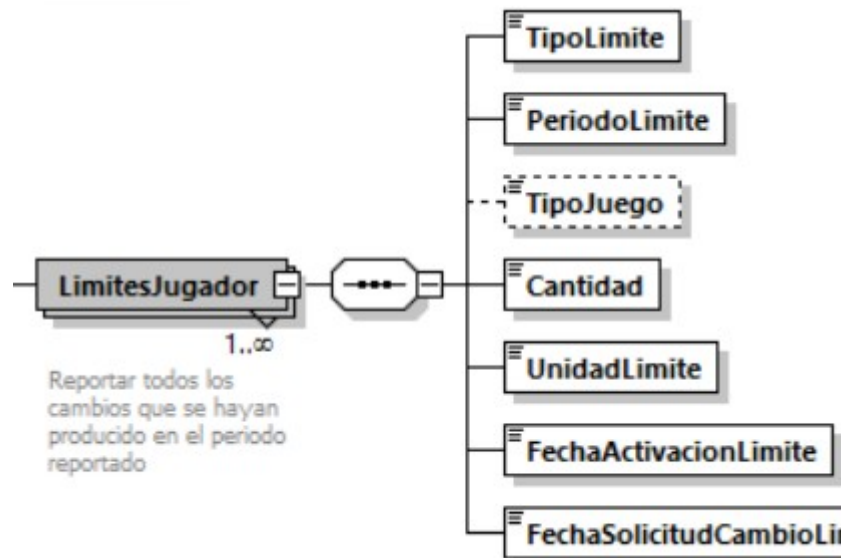 TipoLimite
PeriodoLimite
TipoJuego
LimitesJugador
Cantidad
1..∞
UnidadLimite
Reportar todos los
cambios que se hayan
producido en el periodo
reportado
FechaActivacionLimite